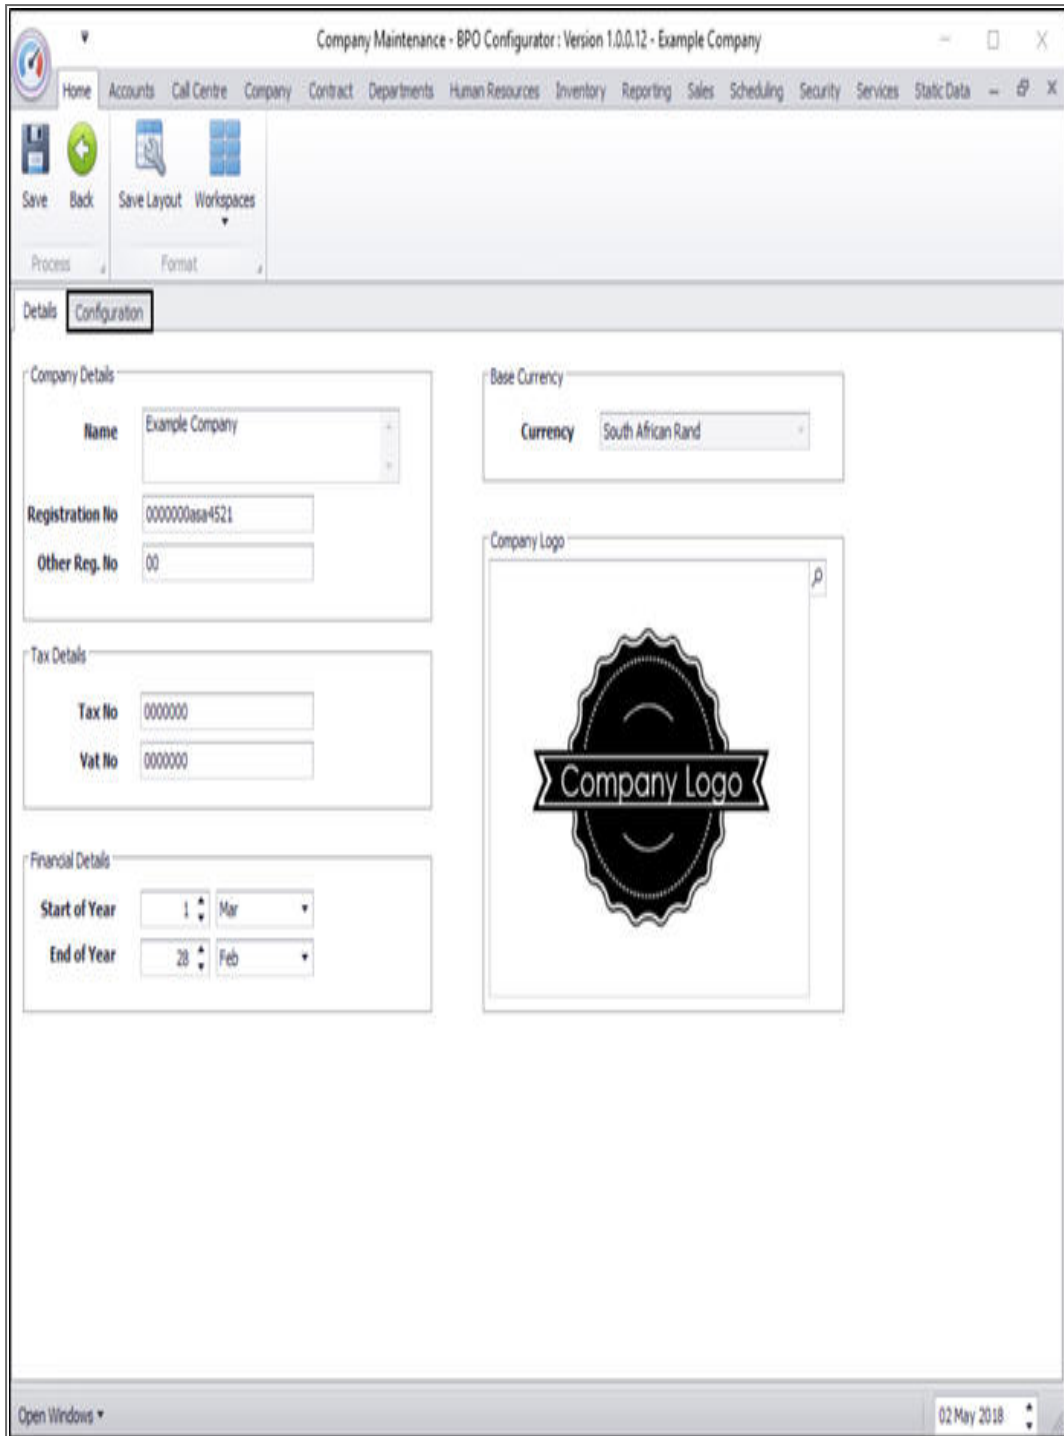 Company Maintenance - BPO Configurator : Version 1.0.0.12 - Example Company
Home Accounts Call Centre Company Contract Departments Human Resources Inventory Reporting Sales Scheduling Security Services Static Data
Save Back Save Layout Workspaces
Process Format
Details Configuration
Company Details
Name Example Company
Registration No 0000000asa4521
Other Reg. No 00
Base Currency
Currency South African Rand
Tax Details
Tax No 0000000
Vat No 0000000
Company Logo
Company Logo
Financial Details
Start of Year 1 Mar
End of Year 28 Feb
Open Windows 02 May 2018